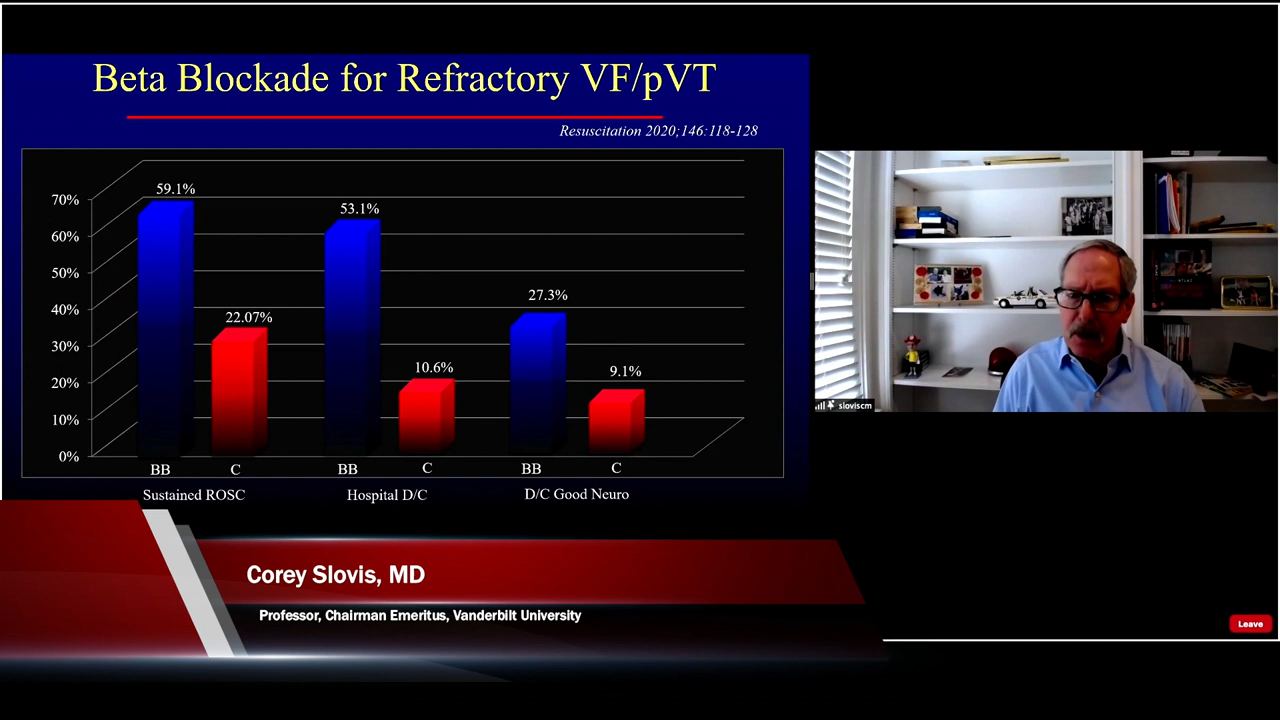 Beta Blockade for Refractory VF/pVT
Resuscitation 2020;146:118-128
70%
60%
50%
40%
30%
20%
10%
0%
59.1%
22.07%
53.1%
10.6%
27.3%
9.1%
BB C BB C BB C
Sustained ROSC Hospital D/C D/C Good Neuro
sloviscm
Corey Slovis, MD
Professor, Chairman Emeritus, Vanderbilt University
Leave